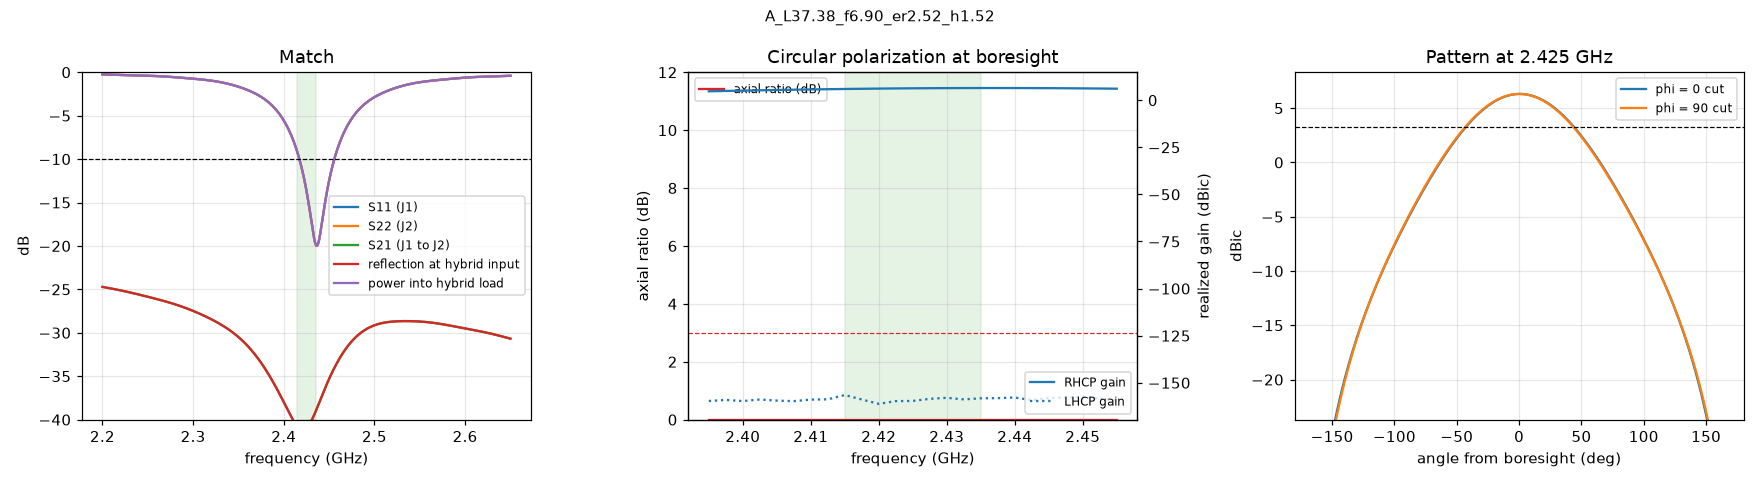 A_L37.38_f6.90_er2.52_h1.52
Match
0
−5
−10
−15
−20
−25
−30
−35
−40
dB
2.2
2.3
2.4
2.5
2.6
frequency (GHz)
S11 (J1)
S22 (J2)
S21 (J1 to J2)
reflection at hybrid input
power into hybrid load
Circular polarization at boresight
12
10
8
6
4
2
0
axial ratio (dB)
axial ratio (dB)
2.40
2.41
2.42
2.43
2.44
2.45
frequency (GHz)
0
−25
−50
−75
−100
−125
−150
realized gain (dBic)
RHCP gain
LHCP gain
Pattern at 2.425 GHz
5
0
−5
−10
−15
−20
dBic
−150
−100
−50
0
50
100
150
angle from boresight (deg)
phi = 0 cut
phi = 90 cut